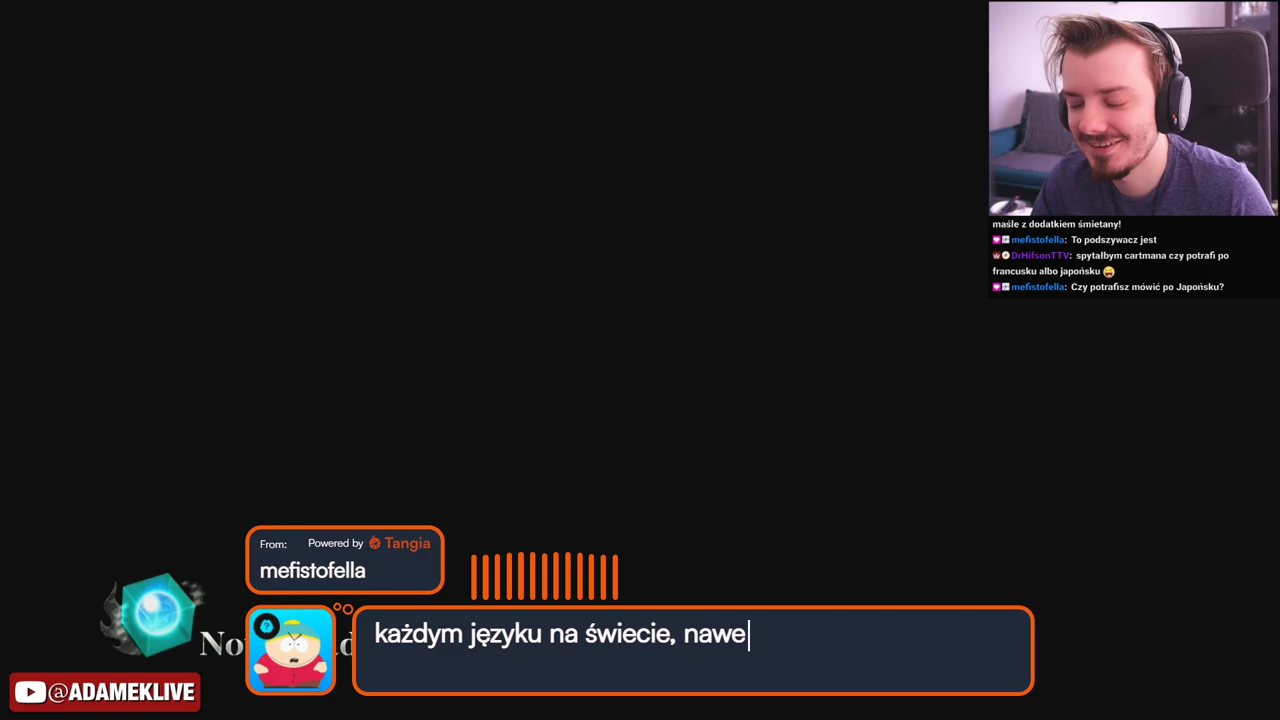 maśle z dodatkiem śmietany!
mefistofella: To podszywacz jest
DrHifsonTTV: spytałbym cartmana czy potrafi po
francusku albo japońsku
mefistofella: Czy potrafisz mówić po Japońsku?
From: Powered by Tangia
mefistofella
każdym języku na świecie, nawe
@ADAMEKLIVE